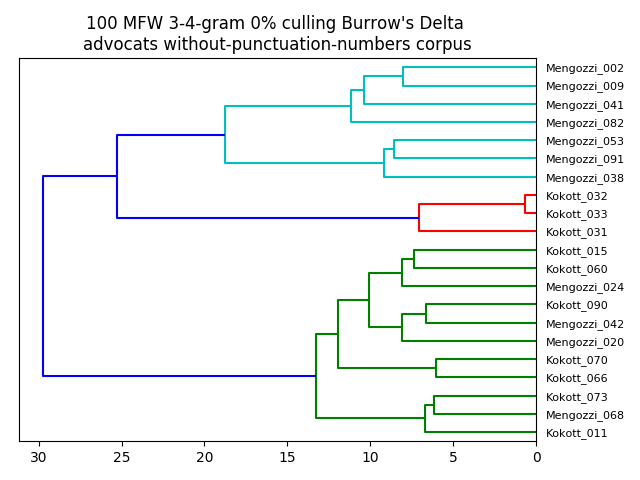 100 MFW 3-4-gram 0% culling Burrow's Delta
advocats without-punctuation-numbers corpus
Mengozzi_002
Mengozzi_009
Mengozzi_041
Mengozzi_082
Mengozzi_053
Mengozzi_091
Mengozzi_038
Kokott_032
Kokott_033
Kokott_031
Kokott_015
Kokott_060
Mengozzi_024
Kokott_090
Mengozzi_042
Mengozzi_020
Kokott_070
Kokott_066
Kokott_073
Mengozzi_068
Kokott_011
30 25 20 15 10 5 0